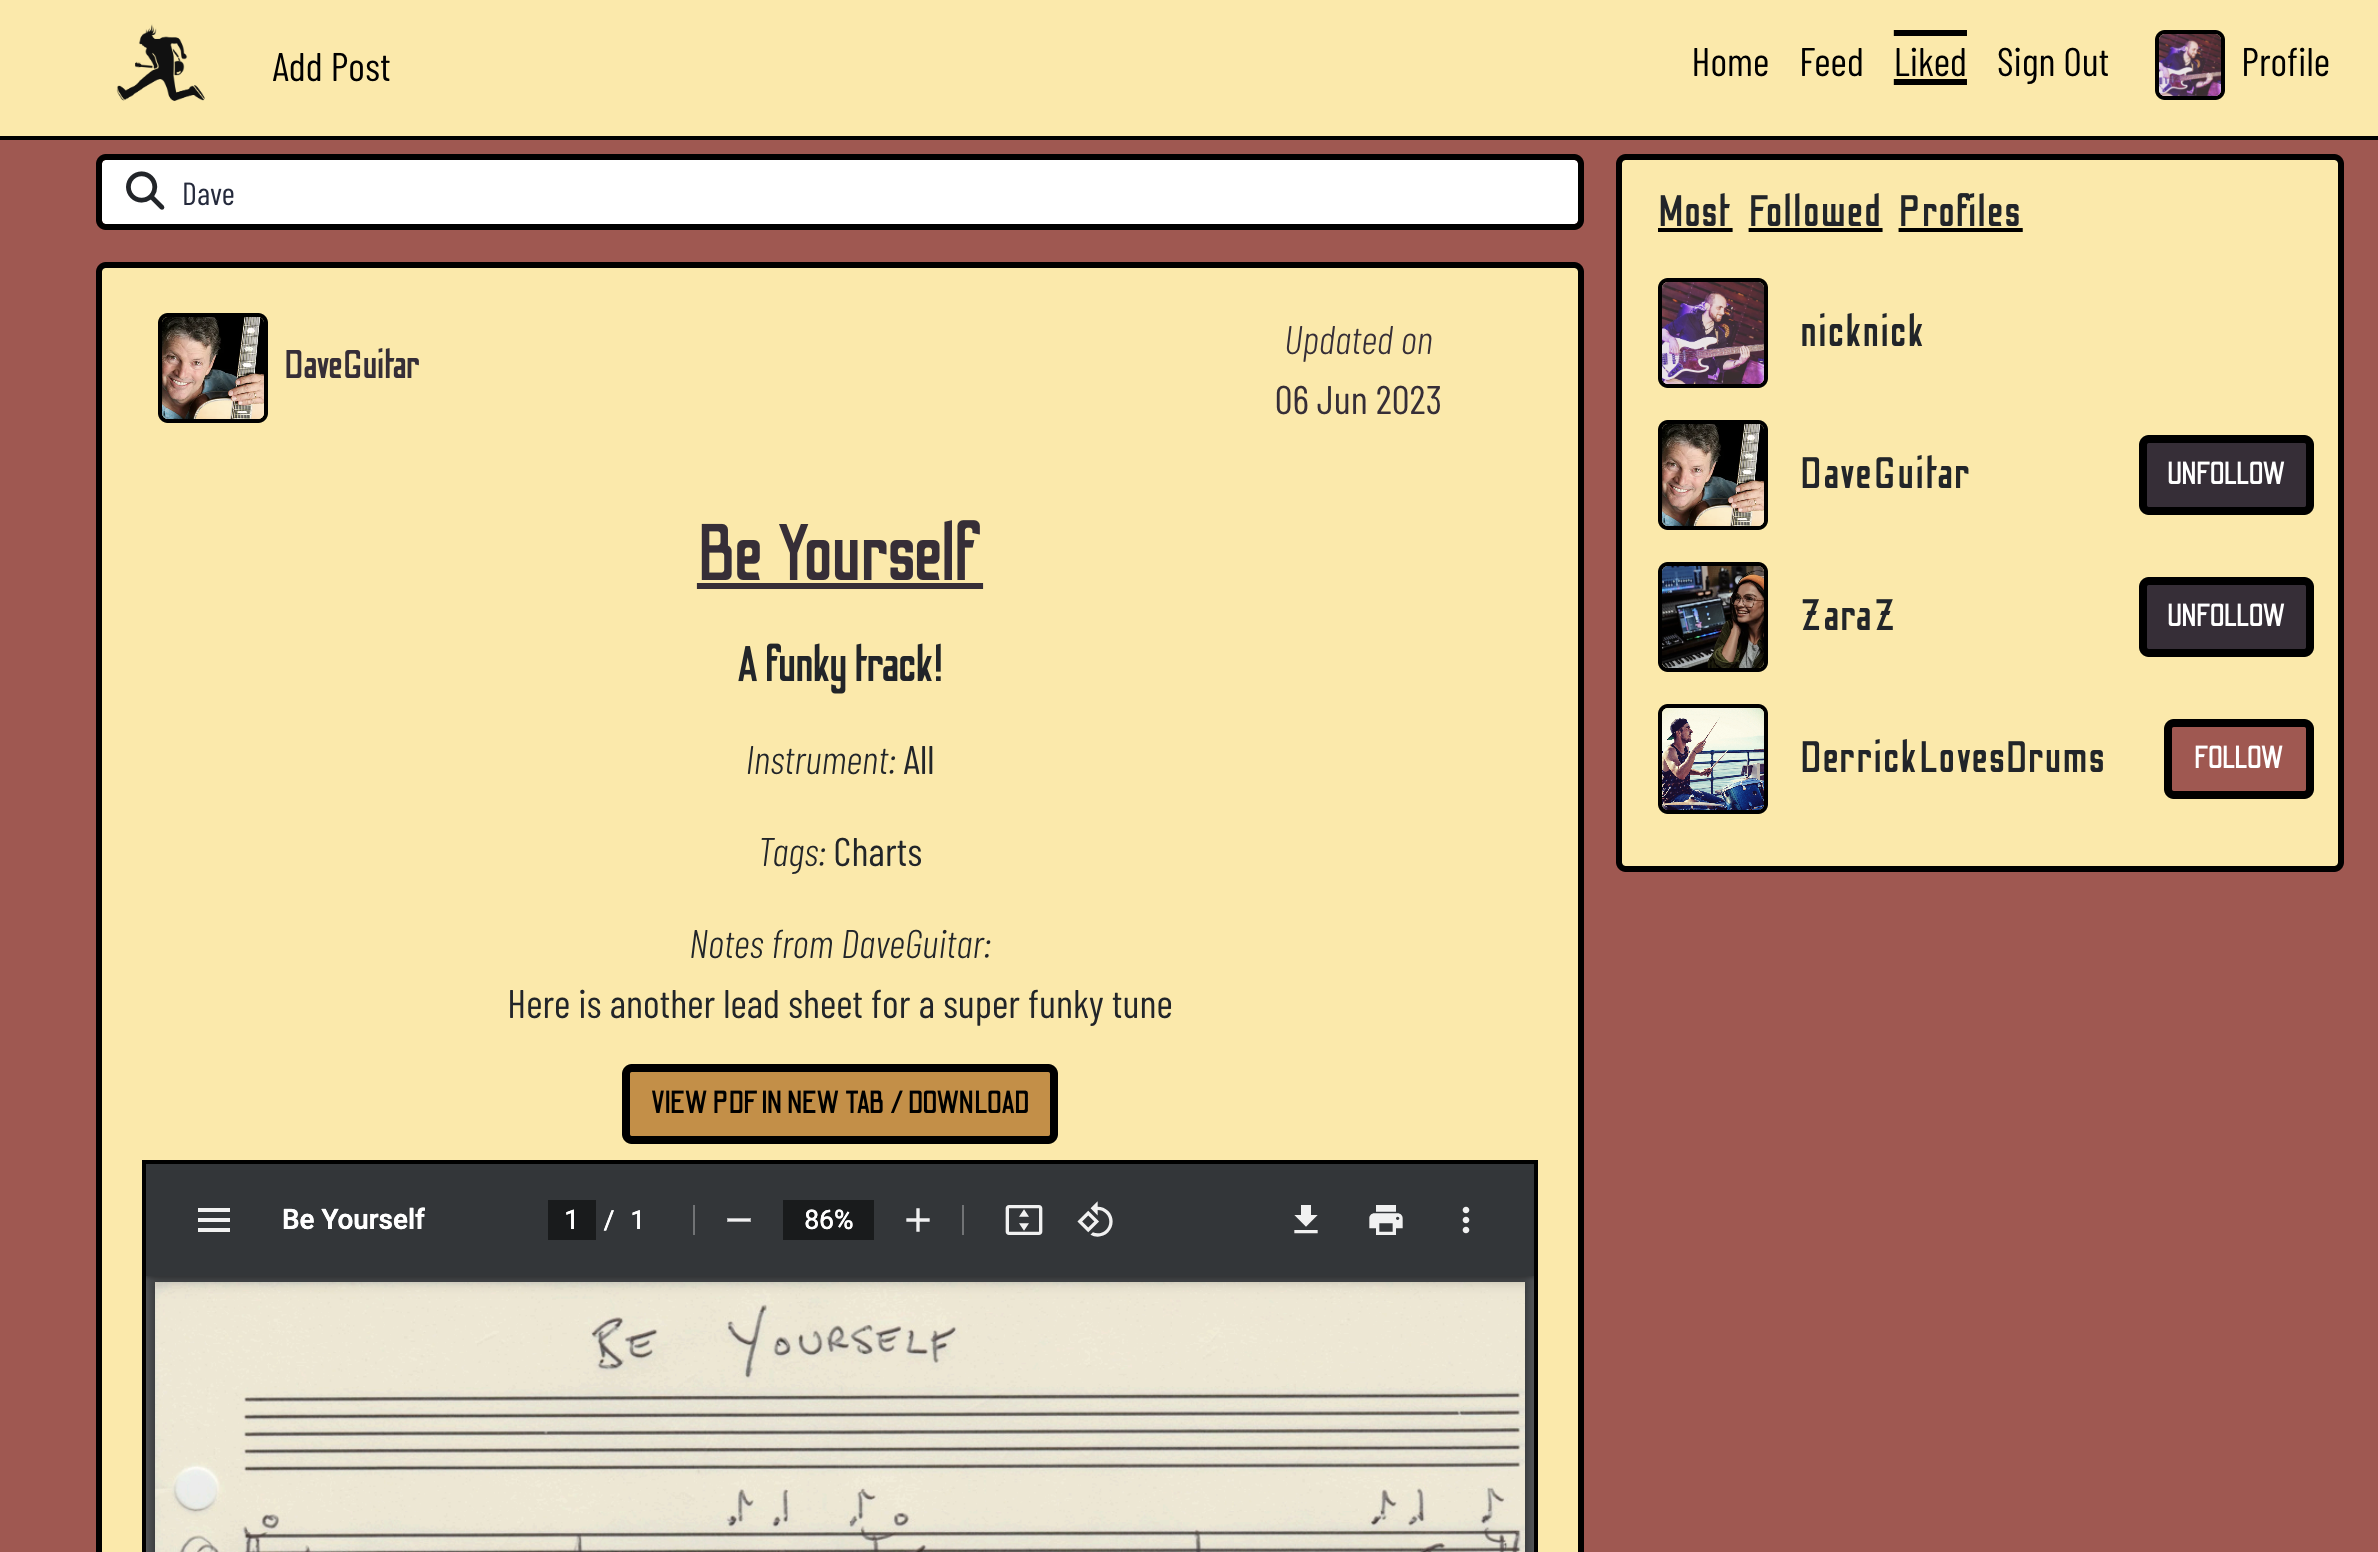 Add Post
Home Feed Liked Sign Out Profile
Dave
DaveGuitar
Updated on
06 Jun 2023
Be Yourself
A funky track!
Instrument: All
Tags: Charts
Notes from DaveGuitar:
Here is another lead sheet for a super funky tune
VIEW PDF IN NEW TAB / DOWNLOAD
Be Yourself 1 / 1 86%
BE YOURSELF
Most Followed Profiles
nicknick
DaveGuitar UNFOLLOW
ZaraZ UNFOLLOW
DerrickLovesDrums FOLLOW